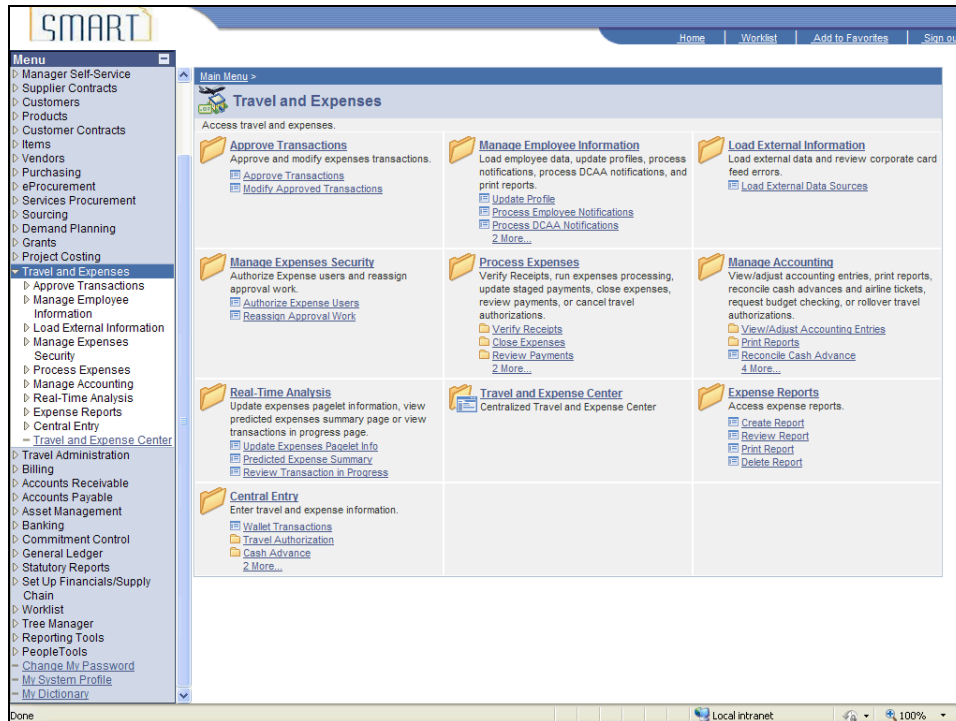 SMART
Home Worklist Add to Favorites Sign ou
Menu
Manager Self-Service
Supplier Contracts
Customers
Products
Customer Contracts
Items
Vendors
Purchasing
eProcurement
Services Procurement
Sourcing
Demand Planning
Grants
Project Costing
Travel and Expenses
Approve Transactions
Manage Employee
Information
Load External Information
Manage Expenses
Security
Process Expenses
Manage Accounting
Real-Time Analysis
Expense Reports
Central Entry
Travel and Expense Center
Travel Administration
Billing
Accounts Receivable
Accounts Payable
Asset Management
Banking
Commitment Control
General Ledger
Statutory Reports
Set Up Financials/Supply
Chain
Worklist
Tree Manager
Reporting Tools
PeopleTools
Change My Password
My System Profile
My Dictionary
Main Menu >
Travel and Expenses
Access travel and expenses.
Approve Transactions
Approve and modify expenses transactions.
Approve Transactions
Modify Approved Transactions
Manage Employee Information
Load employee data, update profiles, process
notifications, process DCAA notifications, and
print reports.
Update Profile
Process Employee Notifications
Process DCAA Notifications
2 More...
Load External Information
Load external data and review corporate card
feed errors.
Load External Data Sources
Manage Expenses Security
Authorize Expense users and reassign
approval work.
Authorize Expense Users
Reassign Approval Work
Process Expenses
Verify Receipts, run expenses processing,
update staged payments, close expenses,
review payments, or cancel travel
authorizations.
Verify Receipts
Close Expenses
Review Payments
2 More...
Manage Accounting
View/adjust accounting entries, print reports,
reconcile cash advances and airline tickets,
request budget checking, or rollover travel
authorizations.
View/Adjust Accounting Entries
Print Reports
Reconcile Cash Advance
4 More...
Real-Time Analysis
Update expenses pagelet information, view
predicted expenses summary page or view
transactions in progress page.
Update Expenses Pagelet Info
Predicted Expense Summary
Review Transaction in Progress
Travel and Expense Center
Centralized Travel and Expense Center
Expense Reports
Access expense reports.
Create Report
Review Report
Print Report
Delete Report
Central Entry
Enter travel and expense information.
Wallet Transactions
Travel Authorization
Cash Advance
2 More...
Done
Local intranet
100%